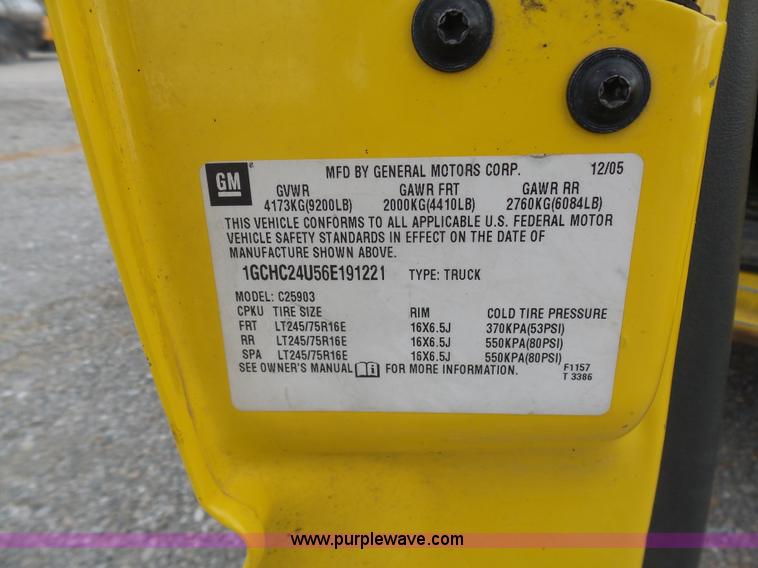 GM ® MFD BY GENERAL MOTORS CORP. 12/05
GVWR GAWR FRT GAWR RR
4173KG(9200LB) 2000KG(4410LB) 2760KG(6084LB)
THIS VEHICLE CONFORMS TO ALL APPLICABLE U.S. FEDERAL MOTOR
VEHICLE SAFETY STANDARDS IN EFFECT ON THE DATE OF
MANUFACTURE SHOWN ABOVE.
1GCHC24U56E191221 TYPE: TRUCK
MODEL: C25903
CPKU TIRE SIZE RIM COLD TIRE PRESSURE
FRT LT245/75R16E 16X6.5J 370KPA(53PSI)
RR LT245/75R16E 16X6.5J 550KPA(80PSI)
SPA LT245/75R16E 16X6.5J 550KPA(80PSI)
SEE OWNER'S MANUAL FOR MORE INFORMATION. F1157
T 3386
www.purplewave.com